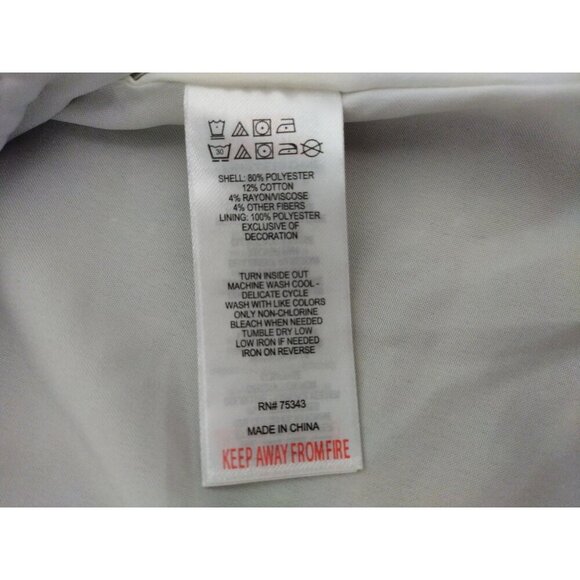 30
SHELL: 80% POLYESTER
12% COTTON
4% RAYON/VISCOSE
4% OTHER FIBERS
LINING: 100% POLYESTER
EXCLUSIVE OF
DECORATION
TURN INSIDE OUT
MACHINE WASH COOL -
DELICATE CYCLE
WASH WITH LIKE COLORS
ONLY NON-CHLORINE
BLEACH WHEN NEEDED
TUMBLE DRY LOW
LOW IRON IF NEEDED
IRON ON REVERSE
RN# 75343
MADE IN CHINA
KEEP AWAY FROM FIRE